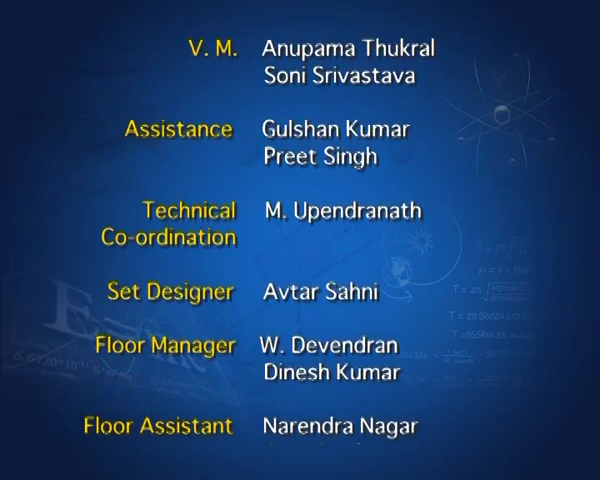 V. M. Anupama Thukral
Soni Srivastava
Assistance Gulshan Kumar
Preet Singh
Technical M. Upendranath
Co-ordination
Set Designer Avtar Sahni
Floor Manager W. Devendran
Dinesh Kumar
Floor Assistant Narendra Nagar